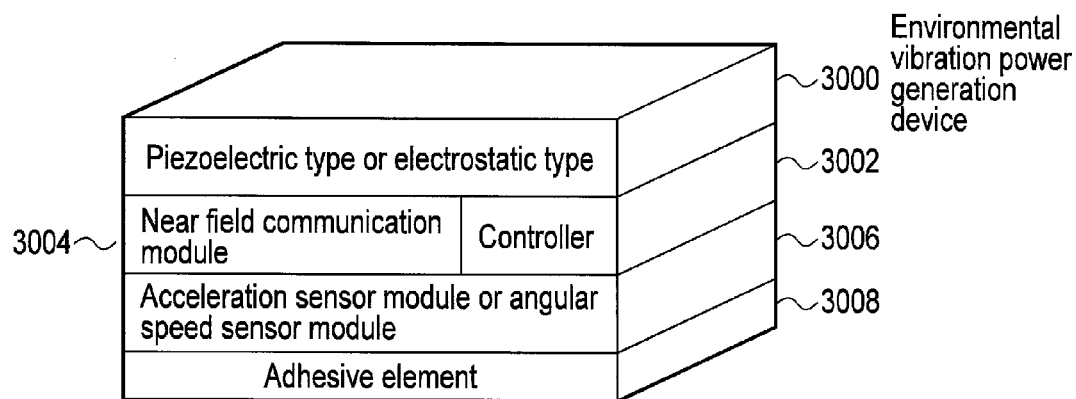 Environmental
vibration power
generation
device
3000
Piezoelectric type or electrostatic type
3002
3004
Near field communication
module
Controller
3006
Acceleration sensor module or angular
speed sensor module
3008
Adhesive element